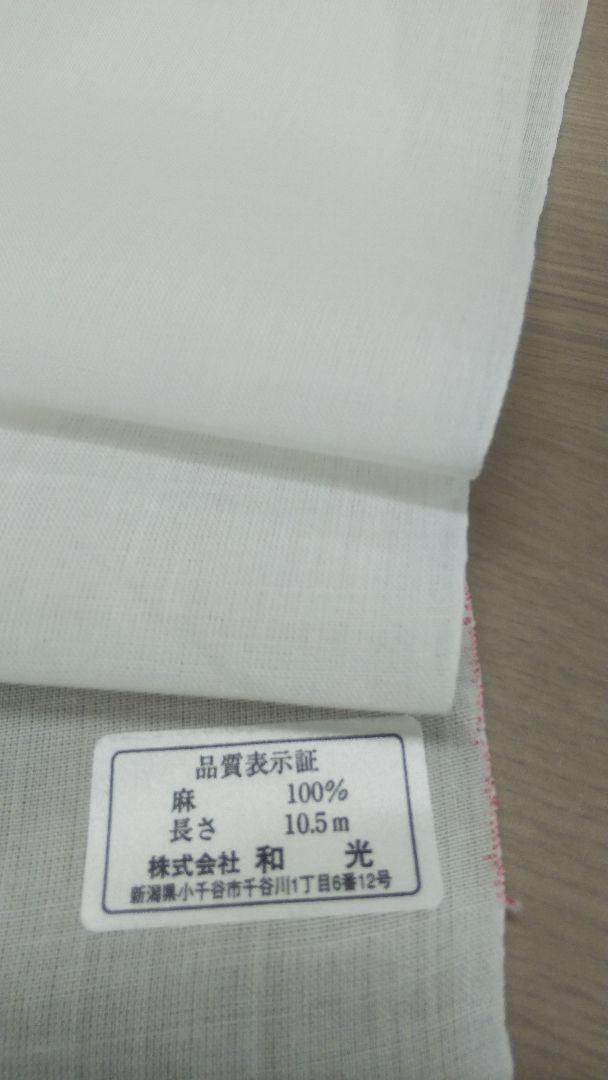 品質表示証
麻 100%
長さ 10.5m
株式会社 和 光
新潟県小千谷市千谷川1丁目6番12号